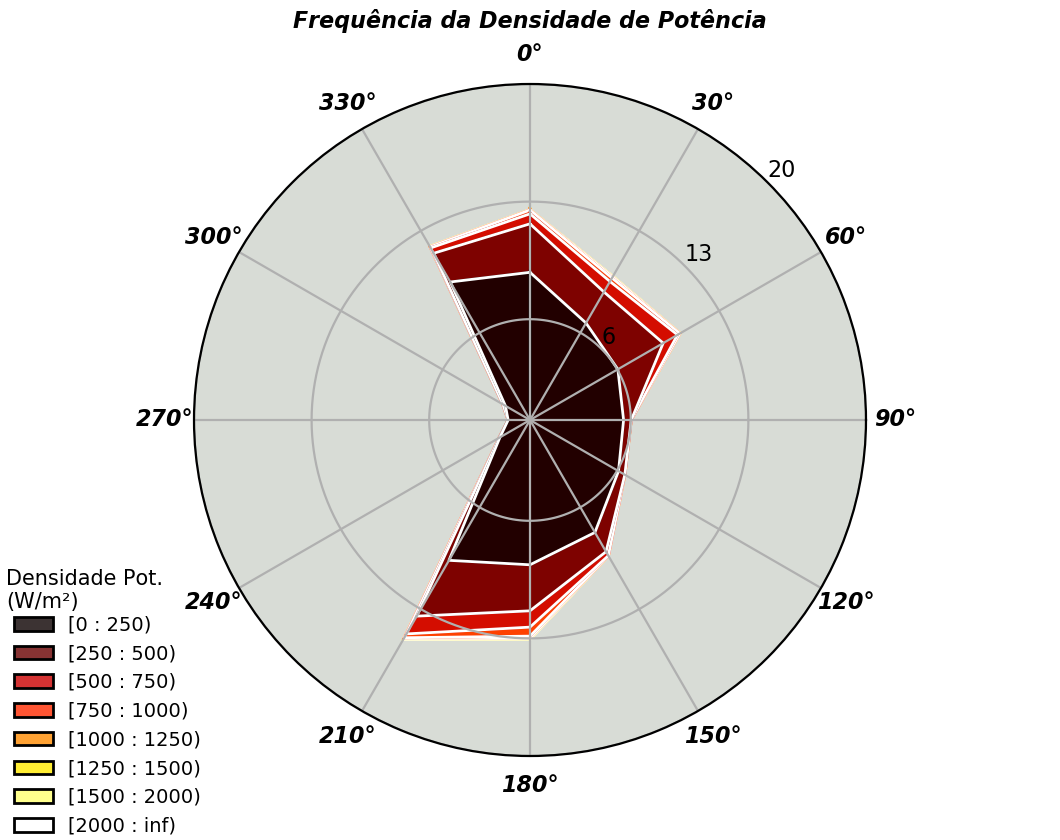 Frequência da Densidade de Potência
0°
330°
30°
20
300°
60°
13
6
270°
90°
240°
120°
210°
150°
180°
Densidade Pot.
(W/m²)
[0 : 250)
[250 : 500)
[500 : 750)
[750 : 1000)
[1000 : 1250)
[1250 : 1500)
[1500 : 2000)
[2000 : inf)